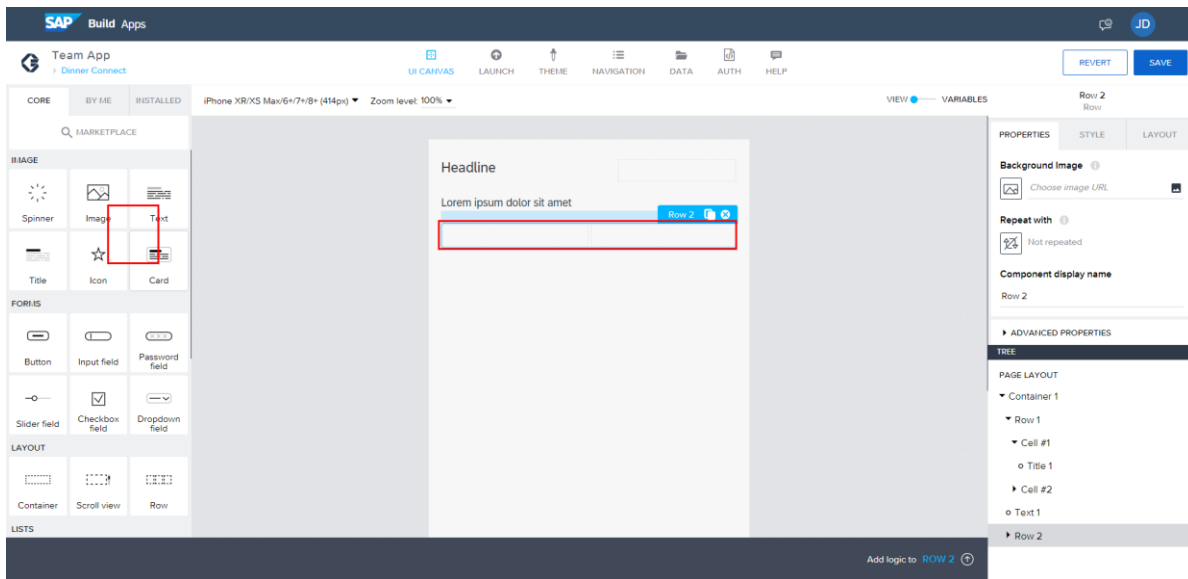 SAP Build Apps JD
Team App
Dinner Connect
UI CANVAS LAUNCH THEME NAVIGATION DATA AUTH HELP
REVERT SAVE
CORE BY ME INSTALLED
iPhone XR/XS Max/6+/7+/8+ (414px) Zoom level: 100% VIEW VARIABLES
Row 2
Row
MARKETPLACE
PROPERTIES STYLE LAYOUT
IMAGE
Spinner Image Text
Title Icon Card
FORMS
Button Input field Password field
Slider field Checkbox field Dropdown field
LAYOUT
Container Scroll view Row
LISTS
Headline
Lorem ipsum dolor sit amet
Row 2
Background Image
Choose image URL
Repeat with
Not repeated
Component display name
Row 2
ADVANCED PROPERTIES
TREE
PAGE LAYOUT
Container 1
Row 1
Cell #1
Title 1
Cell #2
Text 1
Row 2
Add logic to ROW 2